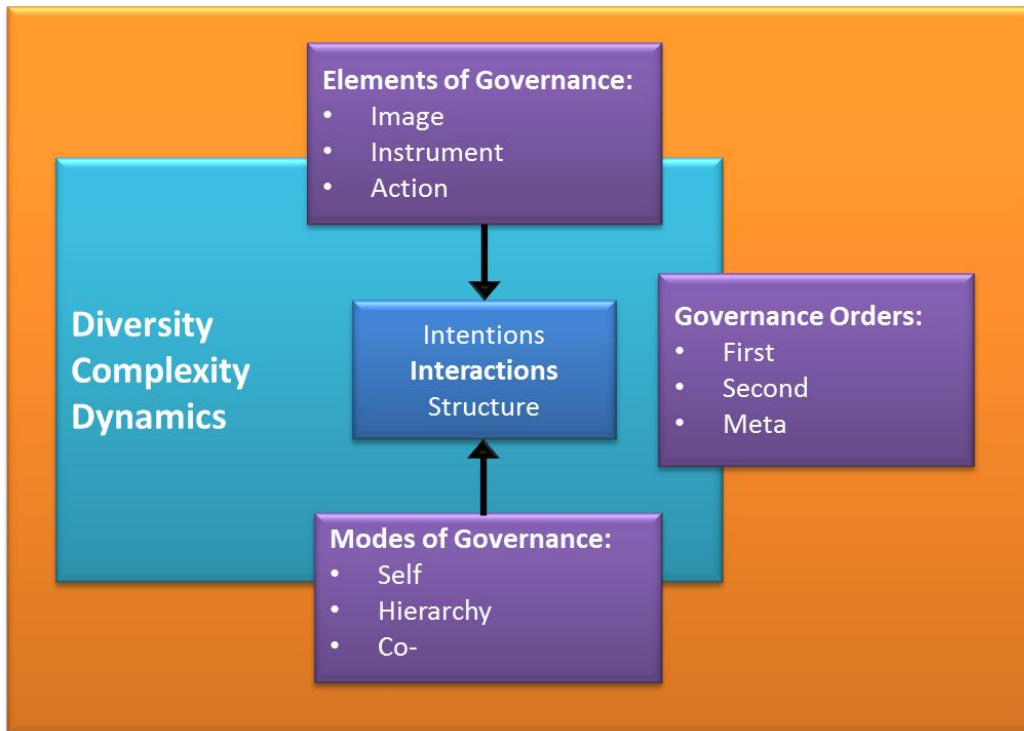 Elements of Governance:
• Image
• Instrument
• Action
Diversity
Complexity
Dynamics
Intentions
Interactions
Structure
Governance Orders:
• First
• Second
• Meta
Modes of Governance:
• Self
• Hierarchy
• Co-